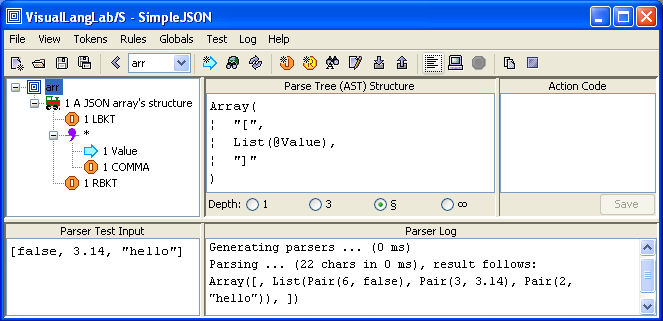 VisualLangLab/S - SimpleJSON
File View Tokens Rules Globals Test Log Help
arr
arr
1 A JSON array's structure
1 LBKT
*
1 Value
1 COMMA
1 RBKT
Parse Tree (AST) Structure
Array(
¦ "[",
¦ List(@Value),
¦ "]"
)
Depth: 1 3 § ∞
Action Code
Save
Parser Test Input
[false, 3.14, "hello"]
Parser Log
Generating parsers ... (0 ms)
Parsing ... (22 chars in 0 ms), result follows:
Array([, List(Pair(6, false), Pair(3, 3.14), Pair(2,
"hello")), ])